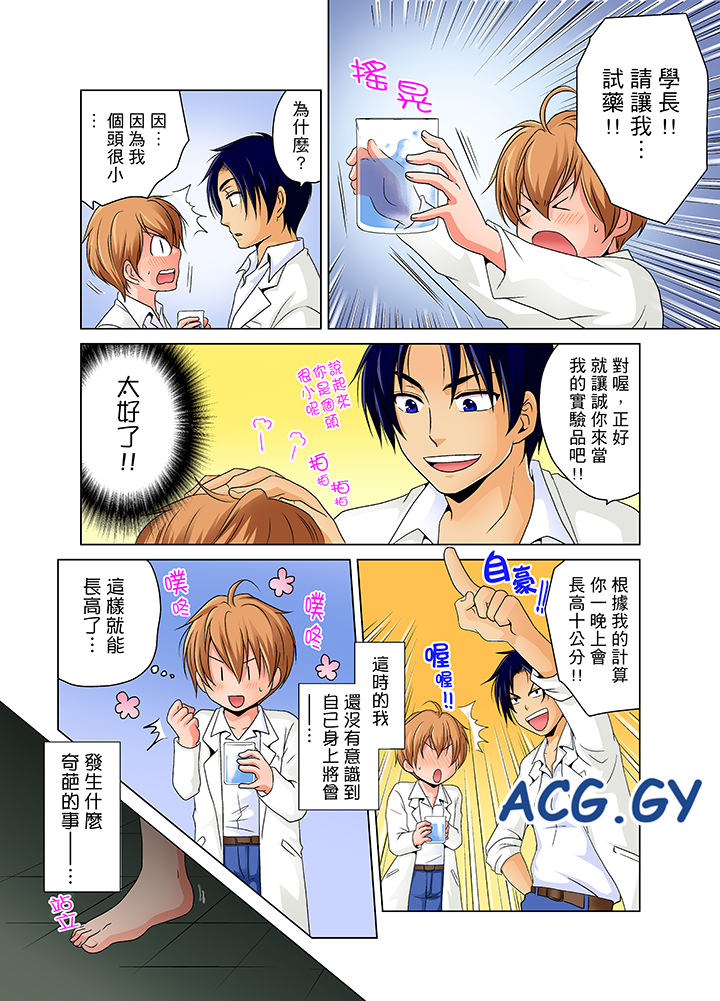 學長!!
請讓我…
試藥!!
搖晃
為什麼?
因…
因為我
個頭很小
…
對喔，正好
就讓誠你來當
我的實驗品吧!!
說起來
你是個頭
很小呢
拍拍
拍拍
太好了!!
根據我的計算
你一晚上會
長高十公分!!
自豪!!
喔喔!!
這時的我
還沒有意識到
自己身上將會
——…
噗咚
噗咚
這樣就能
長高了…
發生什麼
奇葩的事——…
站立
ACG.GY